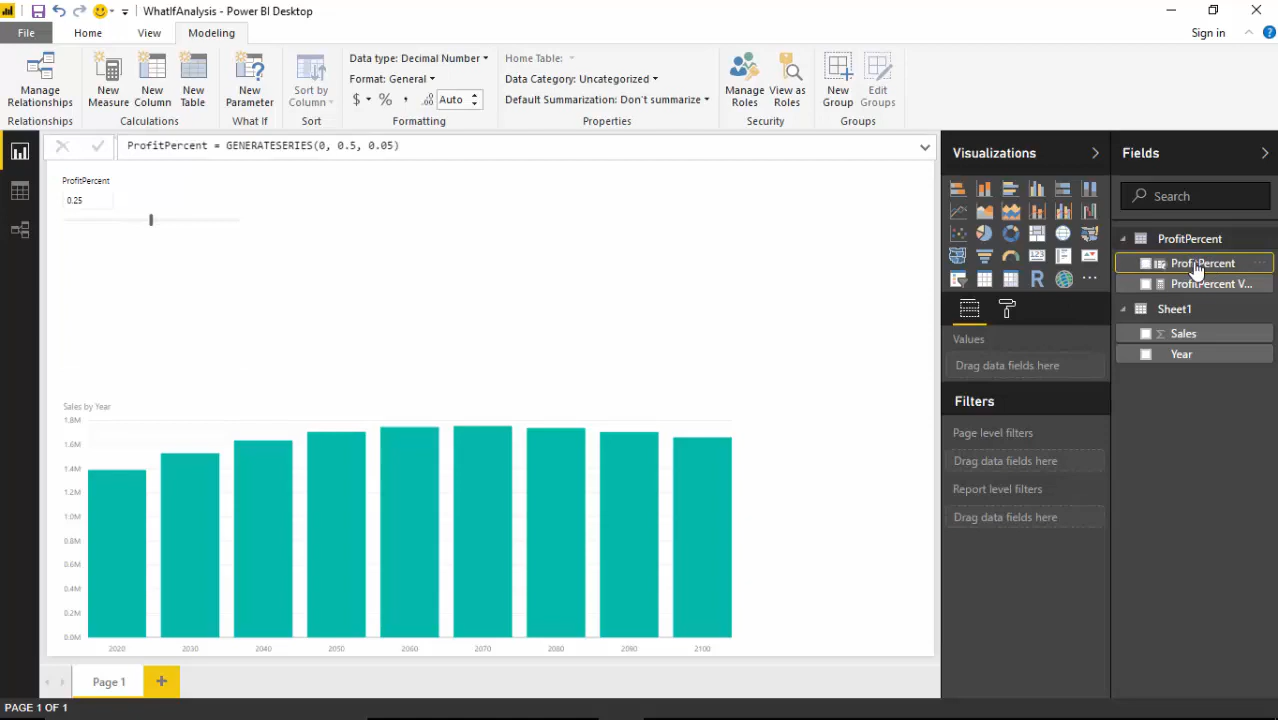 WhatIfAnalysis - Power BI Desktop
File
Home
View
Modeling
Sign in
Manage Relationships
Relationships
New Measure
New Column
New Table
Calculations
New Parameter
What If
Sort by Column
Sort
Data type: Decimal Number
Format: General
$ % , .00 Auto
Formatting
Home Table:
Data Category: Uncategorized
Default Summarization: Don't summarize
Properties
Manage Roles
View as Roles
Security
New Group
Edit Groups
Groups
ProfitPercent = GENERATESERIES(0, 0.5, 0.05)
ProfitPercent
0.25
Sales by Year
1.8M
1.6M
1.4M
1.2M
1.0M
0.8M
0.6M
0.4M
0.2M
0.0M
2020 2030 2040 2050 2060 2070 2080 2090 2100
Visualizations
R
Values
Drag data fields here
Filters
Page level filters
Drag data fields here
Report level filters
Drag data fields here
Fields
Search
ProfitPercent
ProfitPercent
ProfitPercent V...
Sheet1
Sales
Year
Page 1
PAGE 1 OF 1